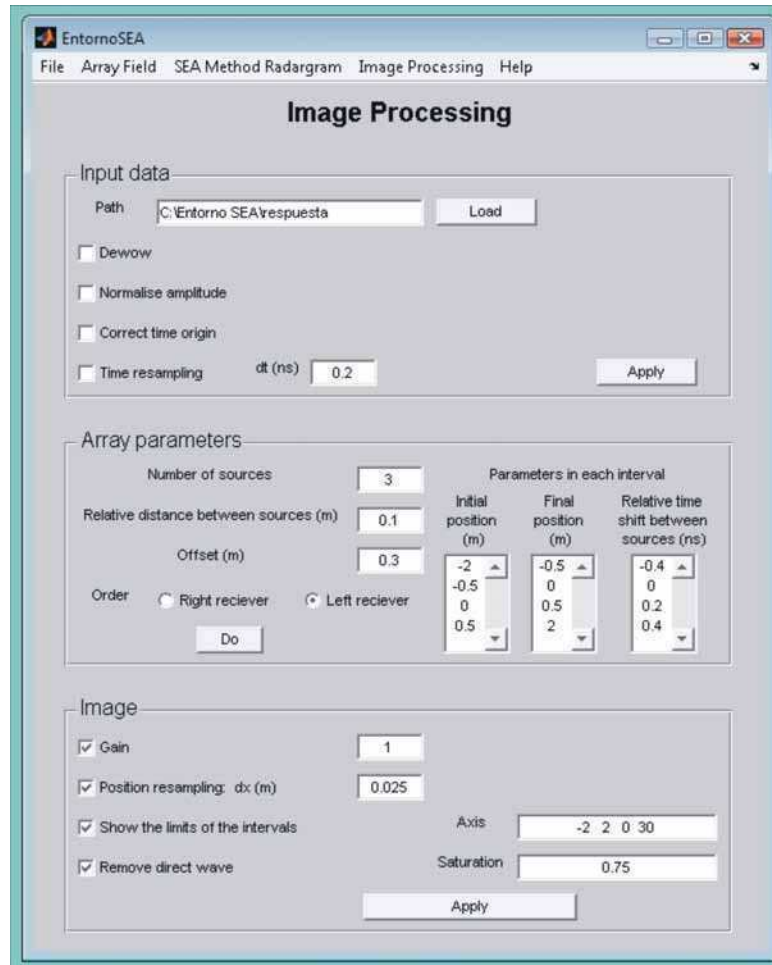 EntornoSEA
File Array Field SEA Method Radargram Image Processing Help
Image Processing
Input data
Path C:\Entorno SEA\respuesta Load
Dewow
Normalise amplitude
Correct time origin
Time resampling dt (ns) 0.2 Apply
Array parameters
Number of sources 3
Relative distance between sources (m) 0.1
Offset (m) 0.3
Order Right reciever Left reciever
Do
Parameters in each interval
Initial position (m) Final position (m) Relative time shift between sources (ns)
-2 -0.5 -0.4
-0.5 0 0
0 0.5 0.2
0.5 2 0.4
Image
Gain 1
Position resampling: dx (m) 0.025
Show the limits of the intervals Axis -2 2 0 30
Remove direct wave Saturation 0.75
Apply